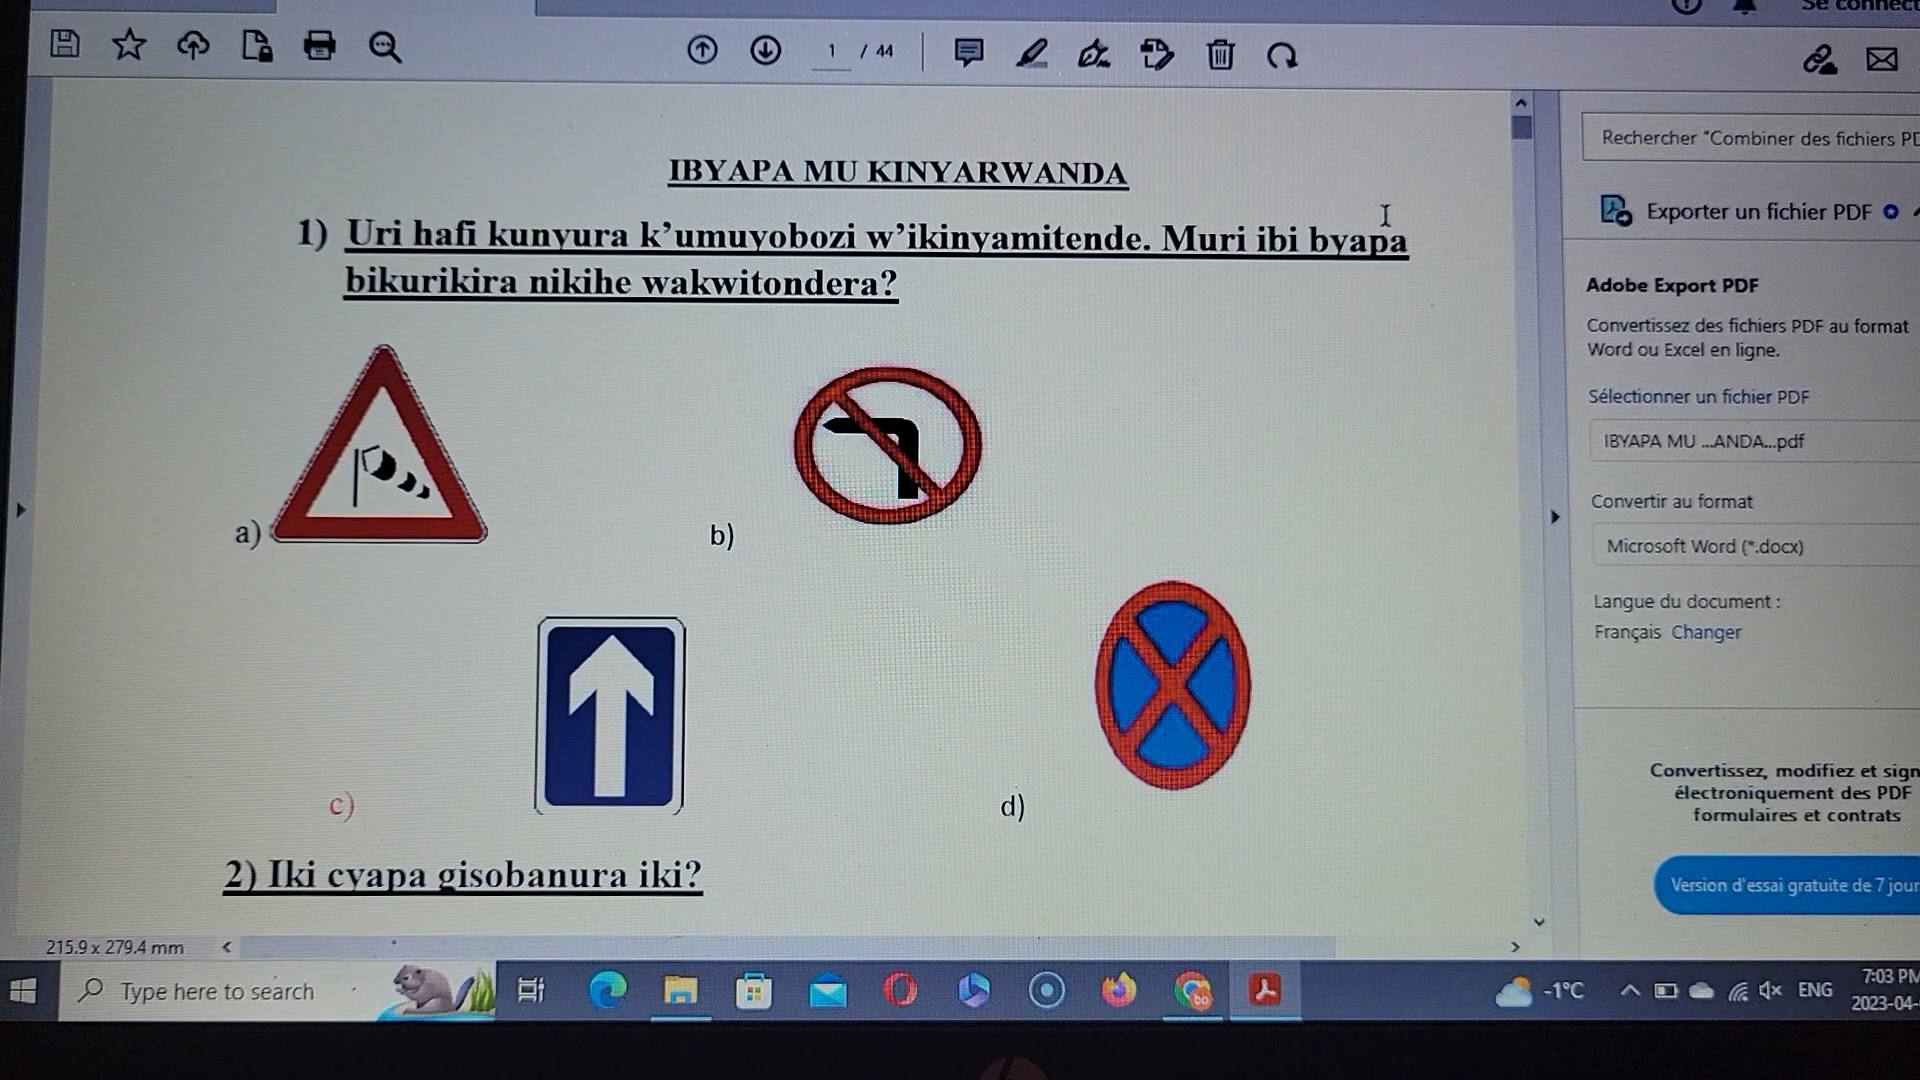 Se connect
1 / 44
Rechercher "Combiner des fichiers PD
IBYAPA MU KINYARWANDA
1) Uri hafi kunyura k’umuyobozi w’ikinyamitende. Muri ibi byapa
bikurikira nikihe wakwitondera?
a)
b)
c)
d)
2) Iki cyapa gisobanura iki?
Exporter un fichier PDF
Adobe Export PDF
Convertissez des fichiers PDF au format
Word ou Excel en ligne.
Sélectionner un fichier PDF
IBYAPA MU ...ANDA...pdf
Convertir au format
Microsoft Word (*.docx)
Langue du document :
Français Changer
Convertissez, modifiez et sign
électroniquement des PDF
formulaires et contrats
Version d'essai gratuite de 7 jour
215.9 x 279.4 mm
Type here to search
-1°C
ENG
7:03 PM
2023-04-